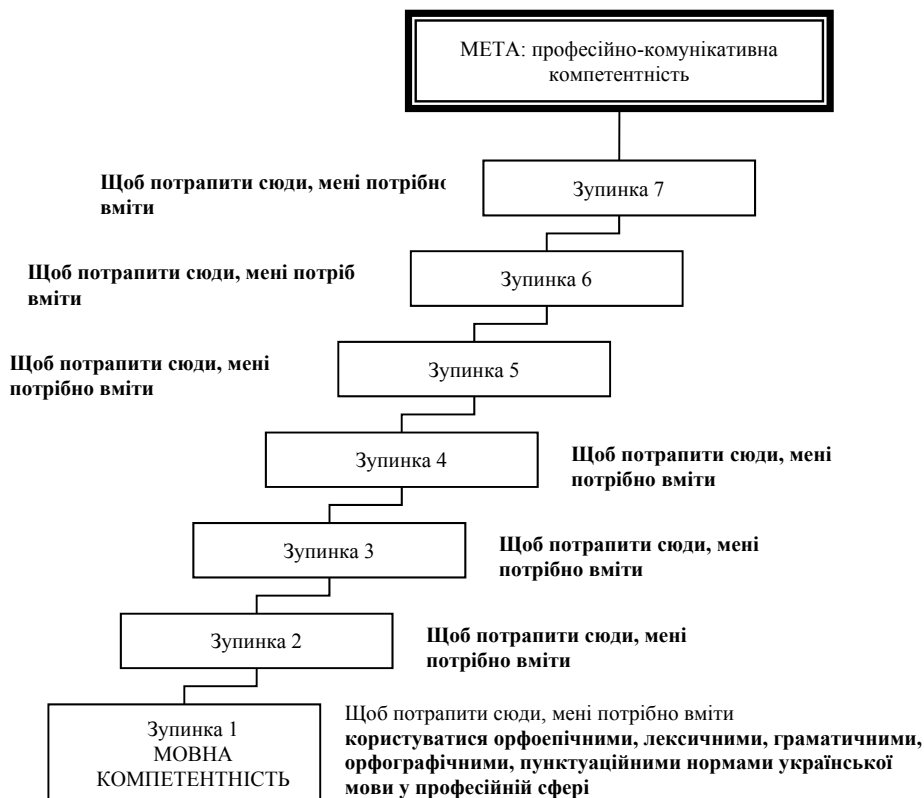 МЕТА: професійно-комунікативна
компетентність
Щоб потрапити сюди, мені потрібно
вміти
Зупинка 7
Щоб потрапити сюди, мені потріб
вміти
Зупинка 6
Щоб потрапити сюди, мені
потрібно вміти
Зупинка 5
Зупинка 4
Щоб потрапити сюди, мені
потрібно вміти
Зупинка 3
Щоб потрапити сюди, мені
потрібно вміти
Зупинка 2
Щоб потрапити сюди, мені
потрібно вміти
Зупинка 1
МОВНА
КОМПЕТЕНТНІСТЬ
Щоб потрапити сюди, мені потрібно вміти
користуватися орфоепічними, лексичними, граматичними,
орфографічними, пунктуаційними нормами української
мови у професійній сфері